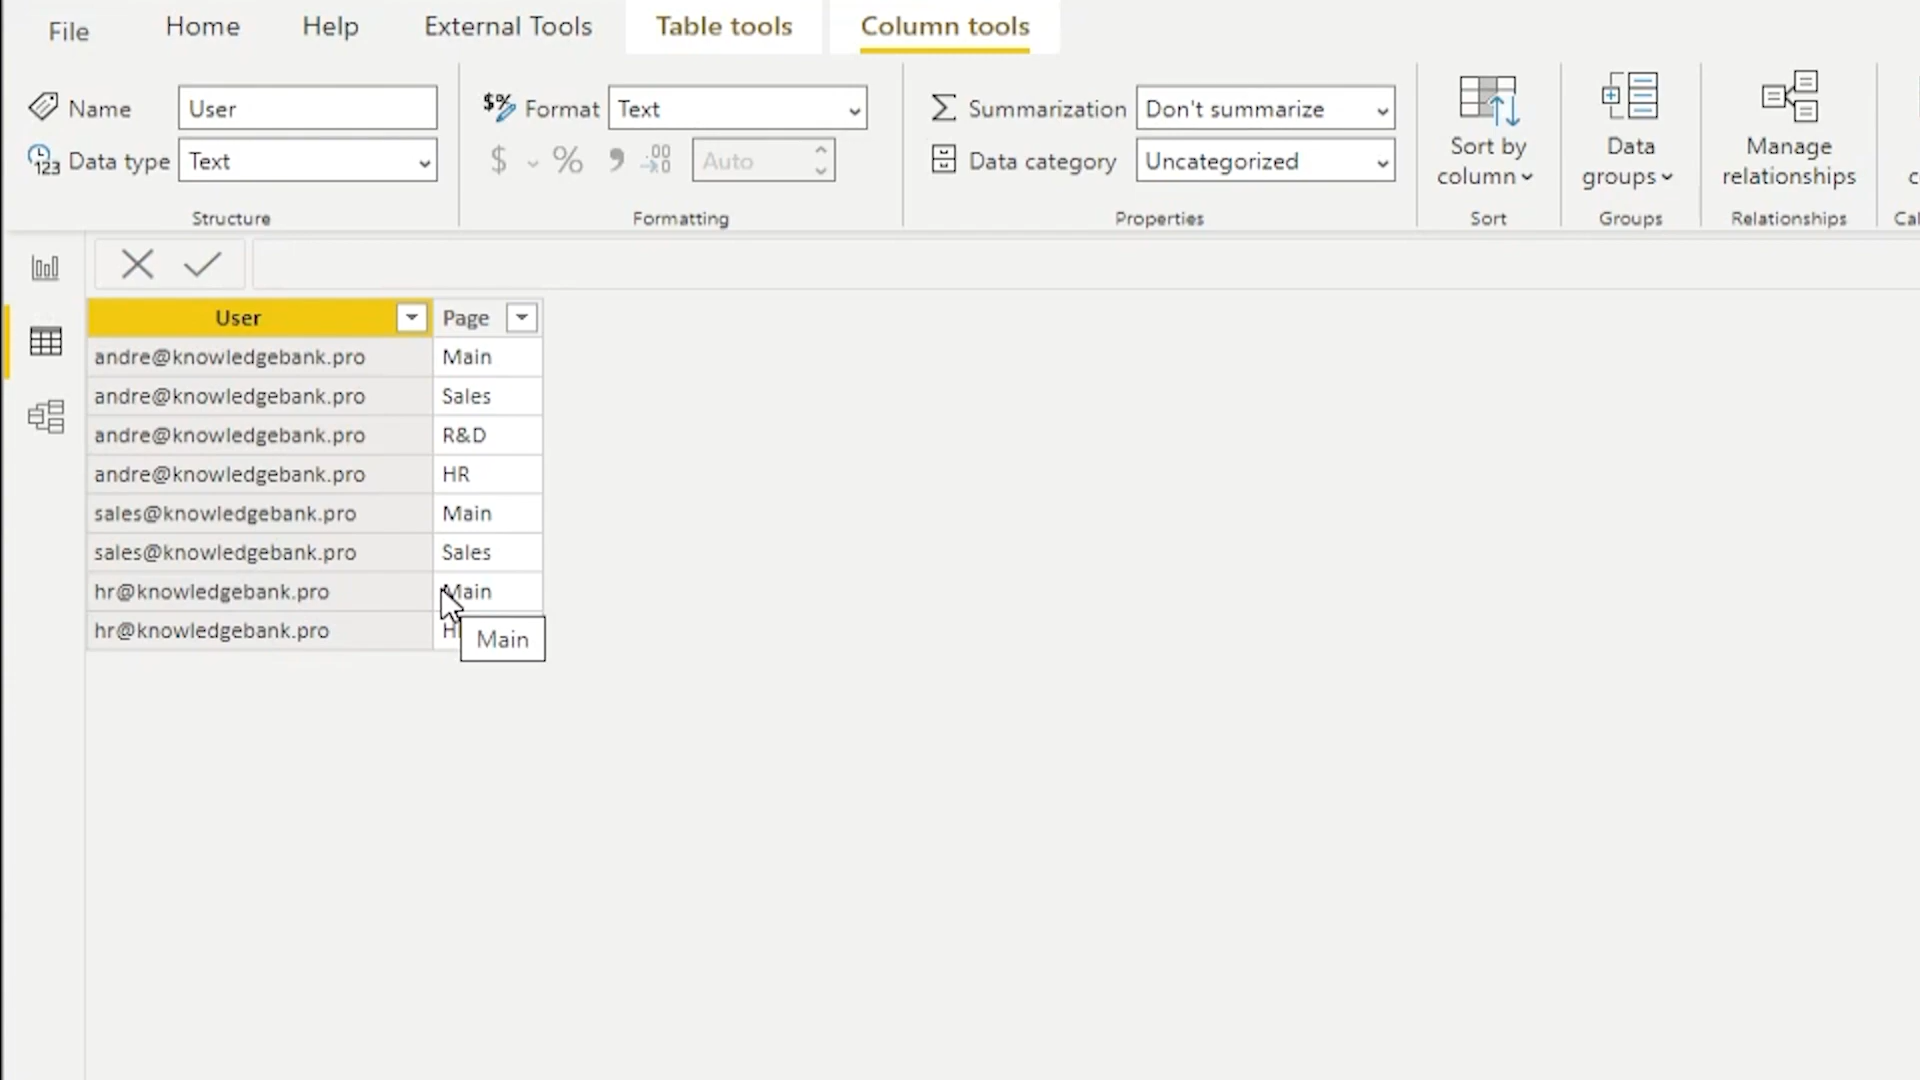 File Home Help External Tools Table tools Column tools
Name User Format Text Summarization Don't summarize
Data type Text $ % Auto Data category Uncategorized
Sort by column
Data groups
Manage relationships
Structure Formatting Properties Sort Groups Relationships
User Page
andre@knowledgebank.pro Main
andre@knowledgebank.pro Sales
andre@knowledgebank.pro R&D
andre@knowledgebank.pro HR
sales@knowledgebank.pro Main
sales@knowledgebank.pro Sales
hr@knowledgebank.pro Main
hr@knowledgebank.pro
Main